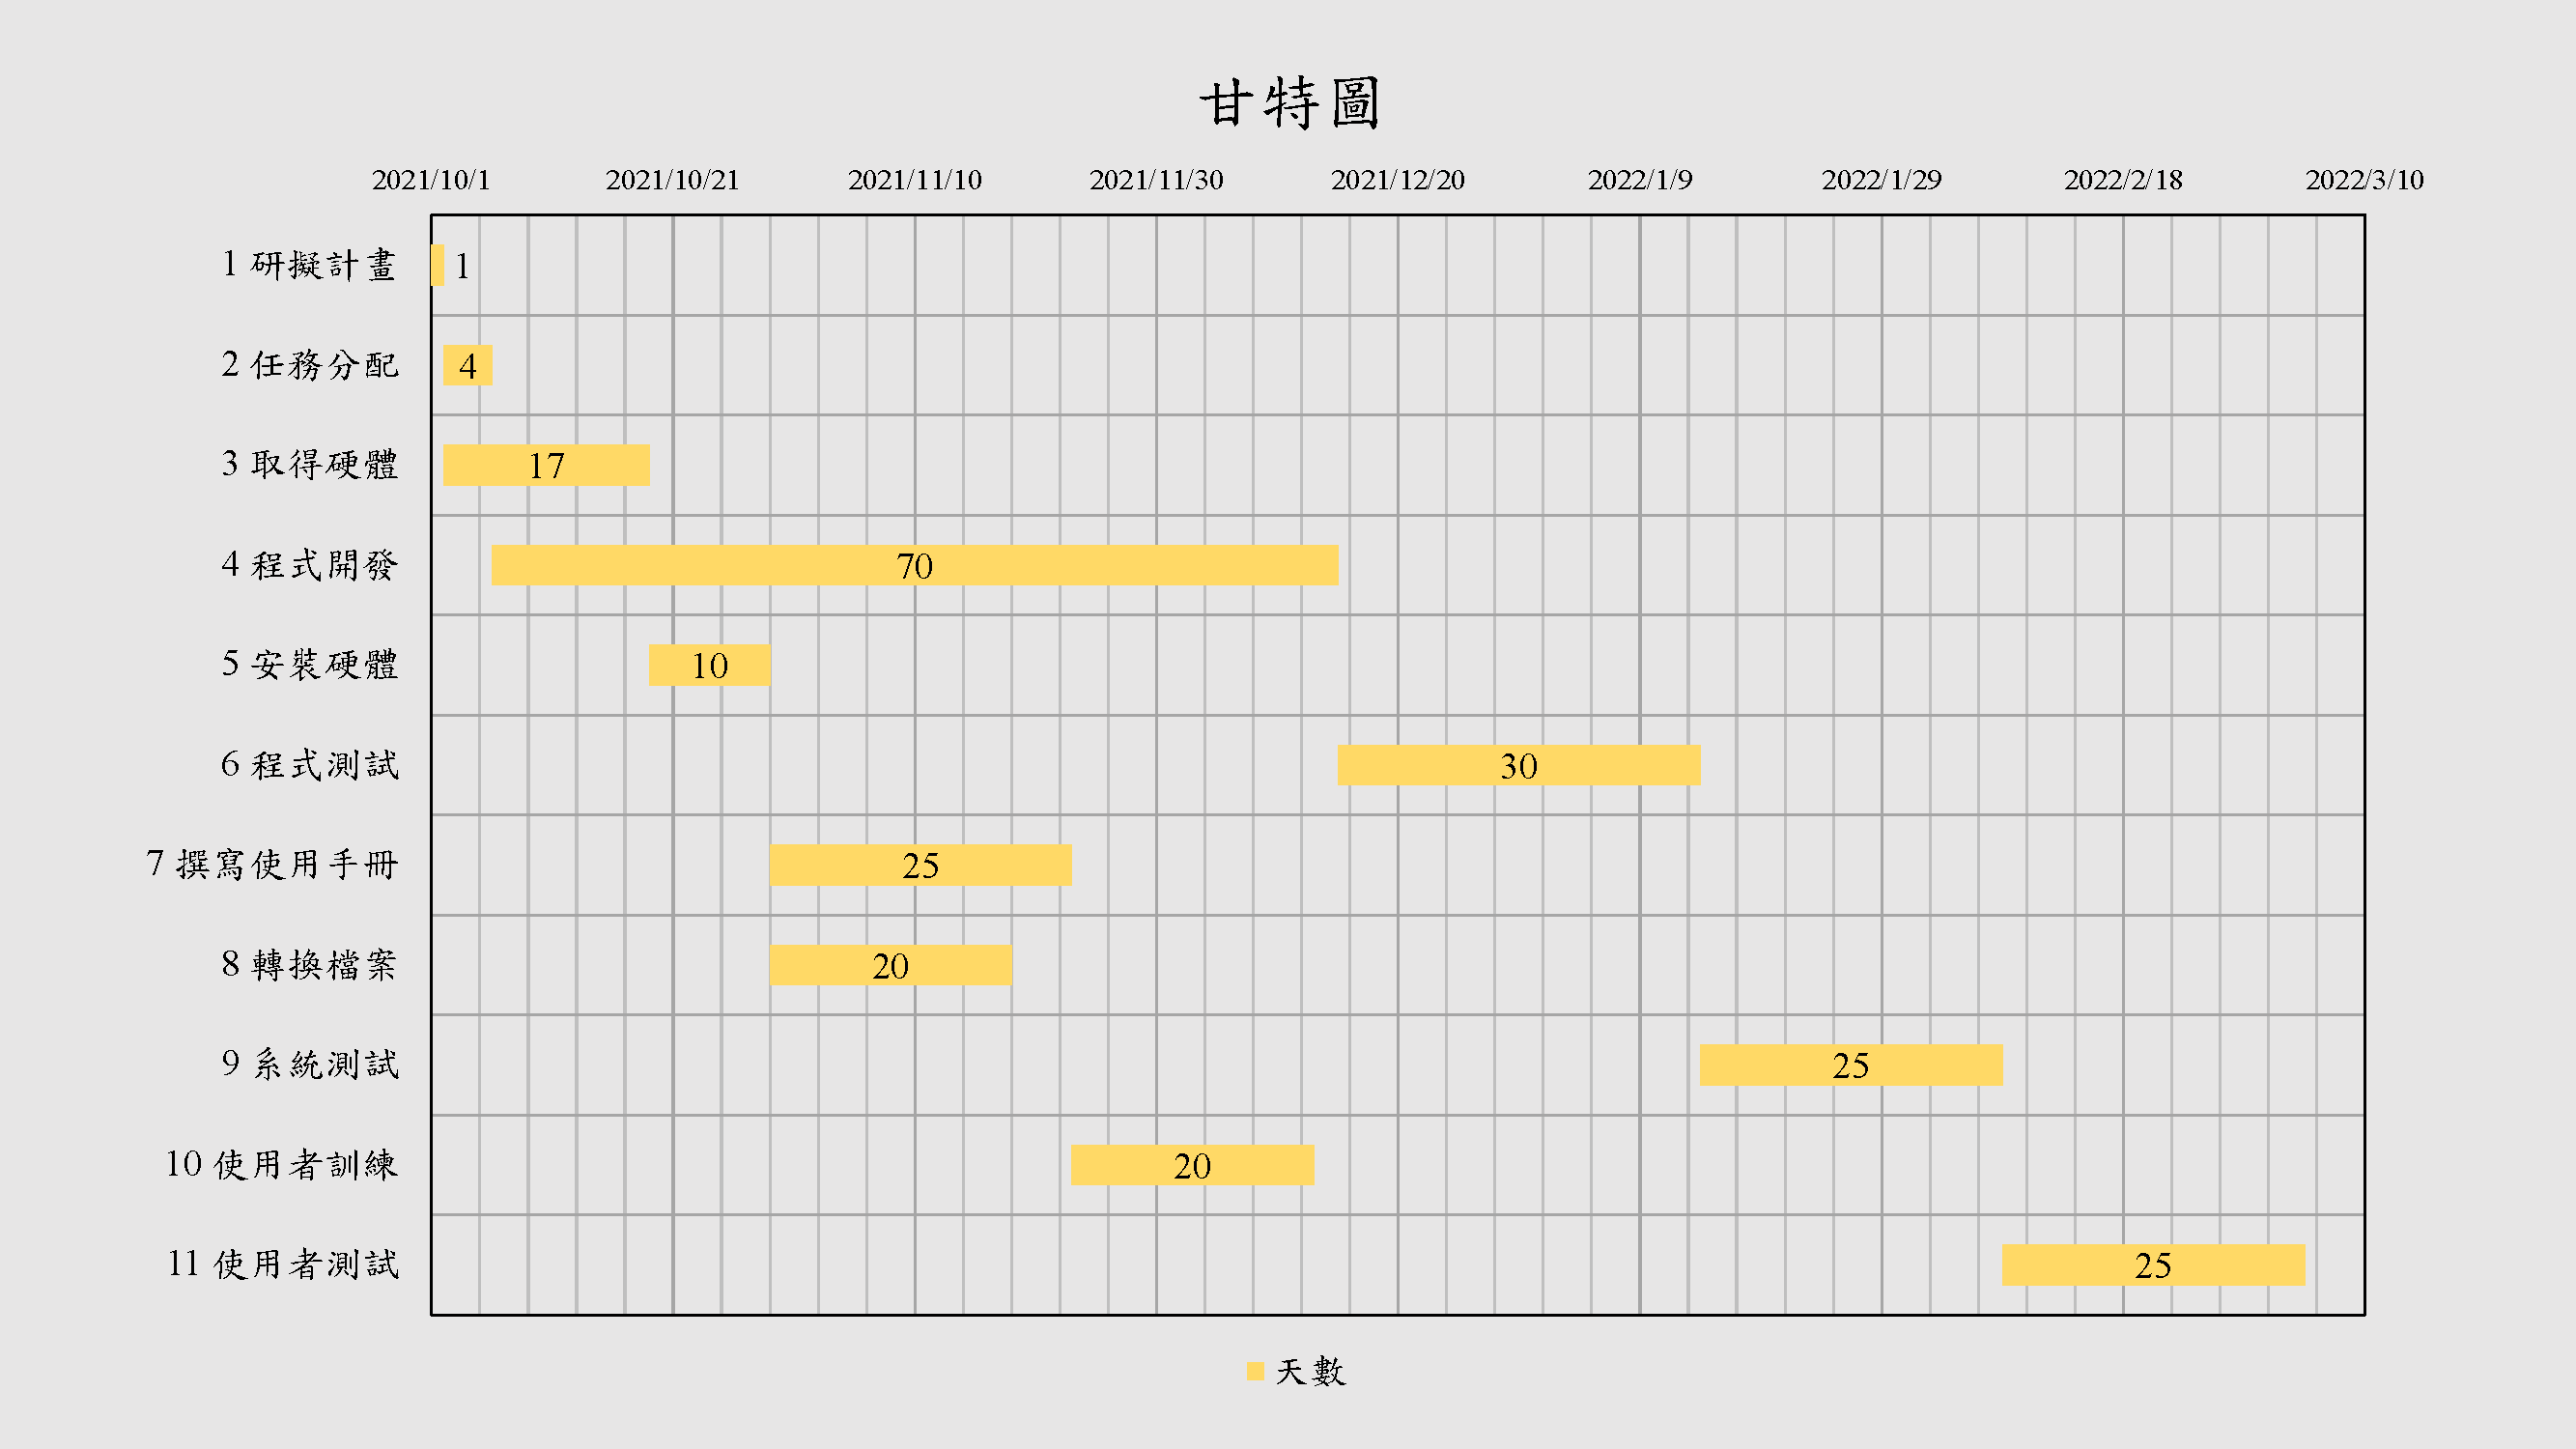 甘特圖
2021/10/1 2021/10/21 2021/11/10 2021/11/30 2021/12/20 2022/1/9 2022/1/29 2022/2/18 2022/3/10
1 研擬計畫 1
2 任務分配 4
3 取得硬體 17
4 程式開發 70
5 安裝硬體 10
6 程式測試 30
7 撰寫使用手冊 25
8 轉換檔案 20
9 系統測試 25
10 使用者訓練 20
11 使用者測試 25
天數